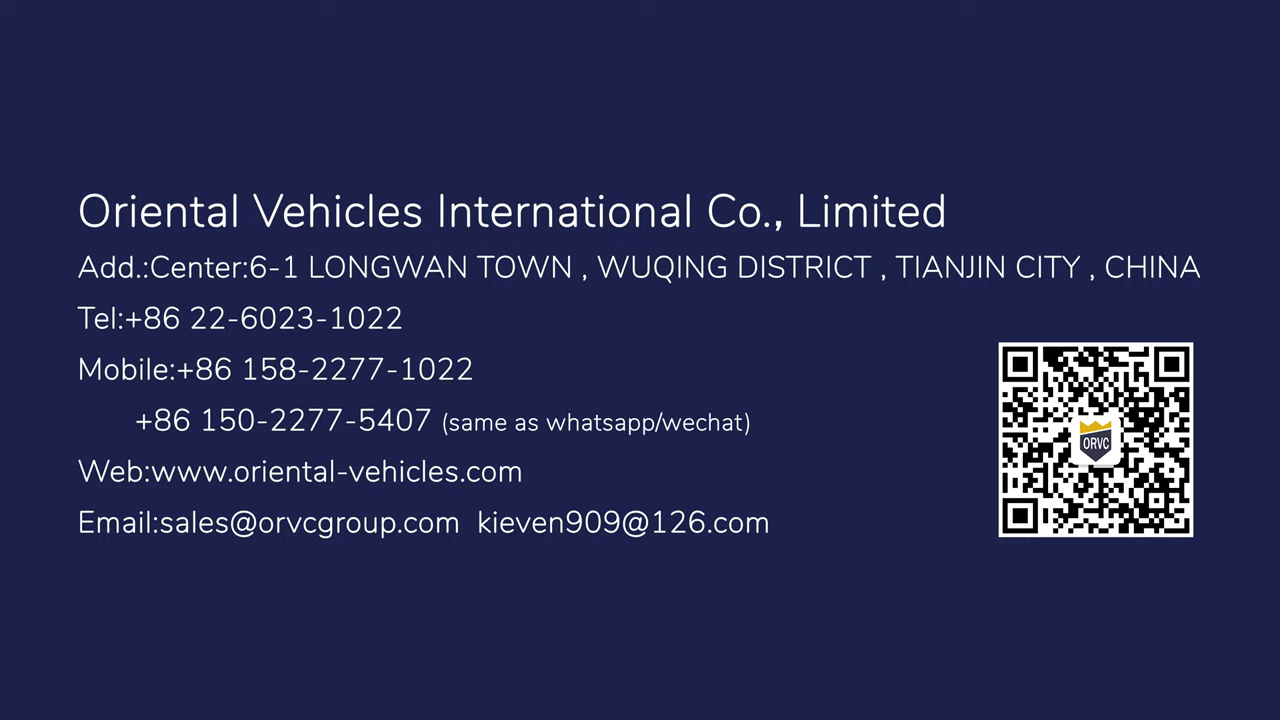 Oriental Vehicles International Co., Limited
Add.:Center:6-1 LONGWAN TOWN , WUQING DISTRICT , TIANJIN CITY , CHINA
Tel:+86 22-6023-1022
Mobile:+86 158-2277-1022
+86 150-2277-5407 (same as whatsapp/wechat)
Web:www.oriental-vehicles.com
Email:sales@orvcgroup.com kieven909@126.com
ORVC